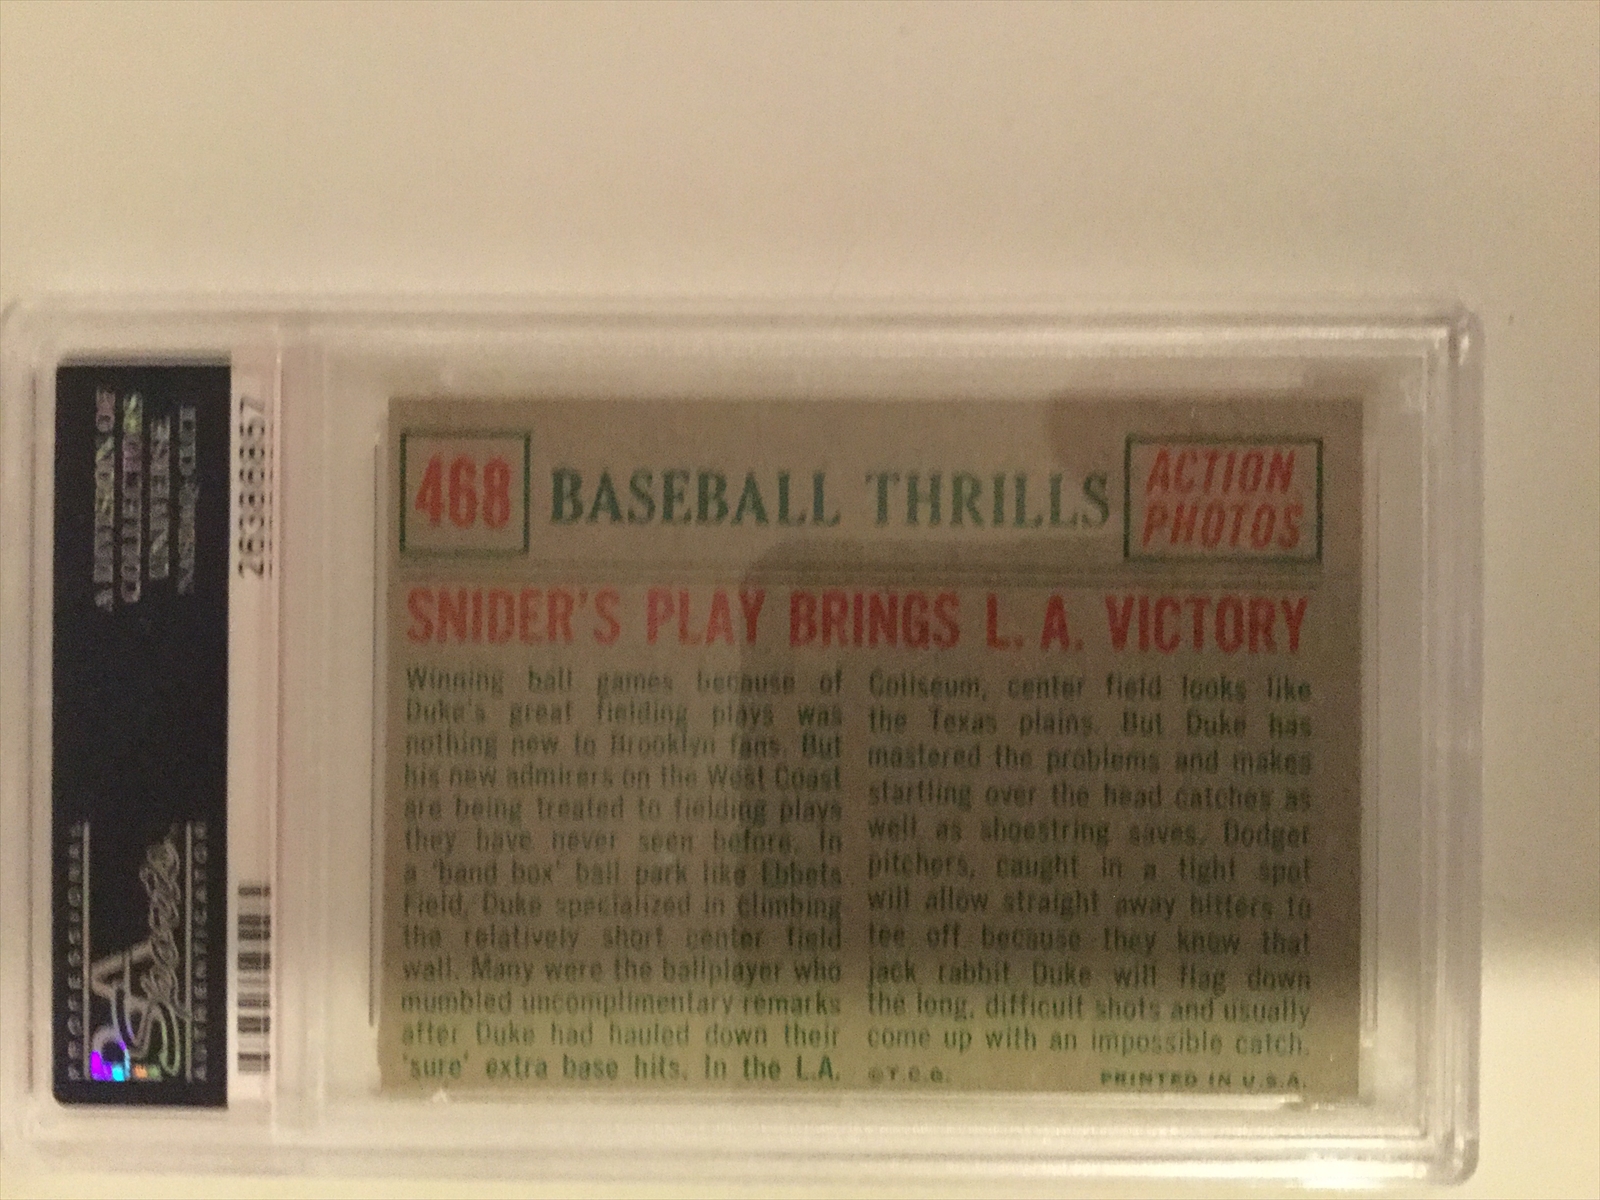 468
BASEBALL THRILLS
ACTION
PHOTOS
SNIDER'S PLAY BRINGS L. A. VICTORY
Winning ball games because of
Duke's great fielding plays was
nothing new to Brooklyn fans. But
his new admirers on the West Coast
are being treated to fielding plays
they have never seen before. In
a 'band box' ball park like Ebbets
Field, Duke specialized in climbing
the relatively short center field
wall. Many were the ballplayer who
mumbled uncomplimentary remarks
after Duke had hauled down their
'sure' extra base hits. In the L.A.
Coliseum, center field looks like
the Texas plains. But Duke has
mastered the problems and makes
startling over the head catches as
well as shoestring saves. Dodger
pitchers, caught in a tight spot
will allow straight away hitters to
tee off because they know that
jack rabbit Duke will flag down
the long, difficult shots and usually
come up with an impossible catch.
©T.C.G.
PRINTED IN U.S.A.
A DIVISION OF
COLLECTORS
UNIVERSE
NASDAQ: CLCT
PROFESSIONAL
PSA
Sports
AUTHENTICATOR